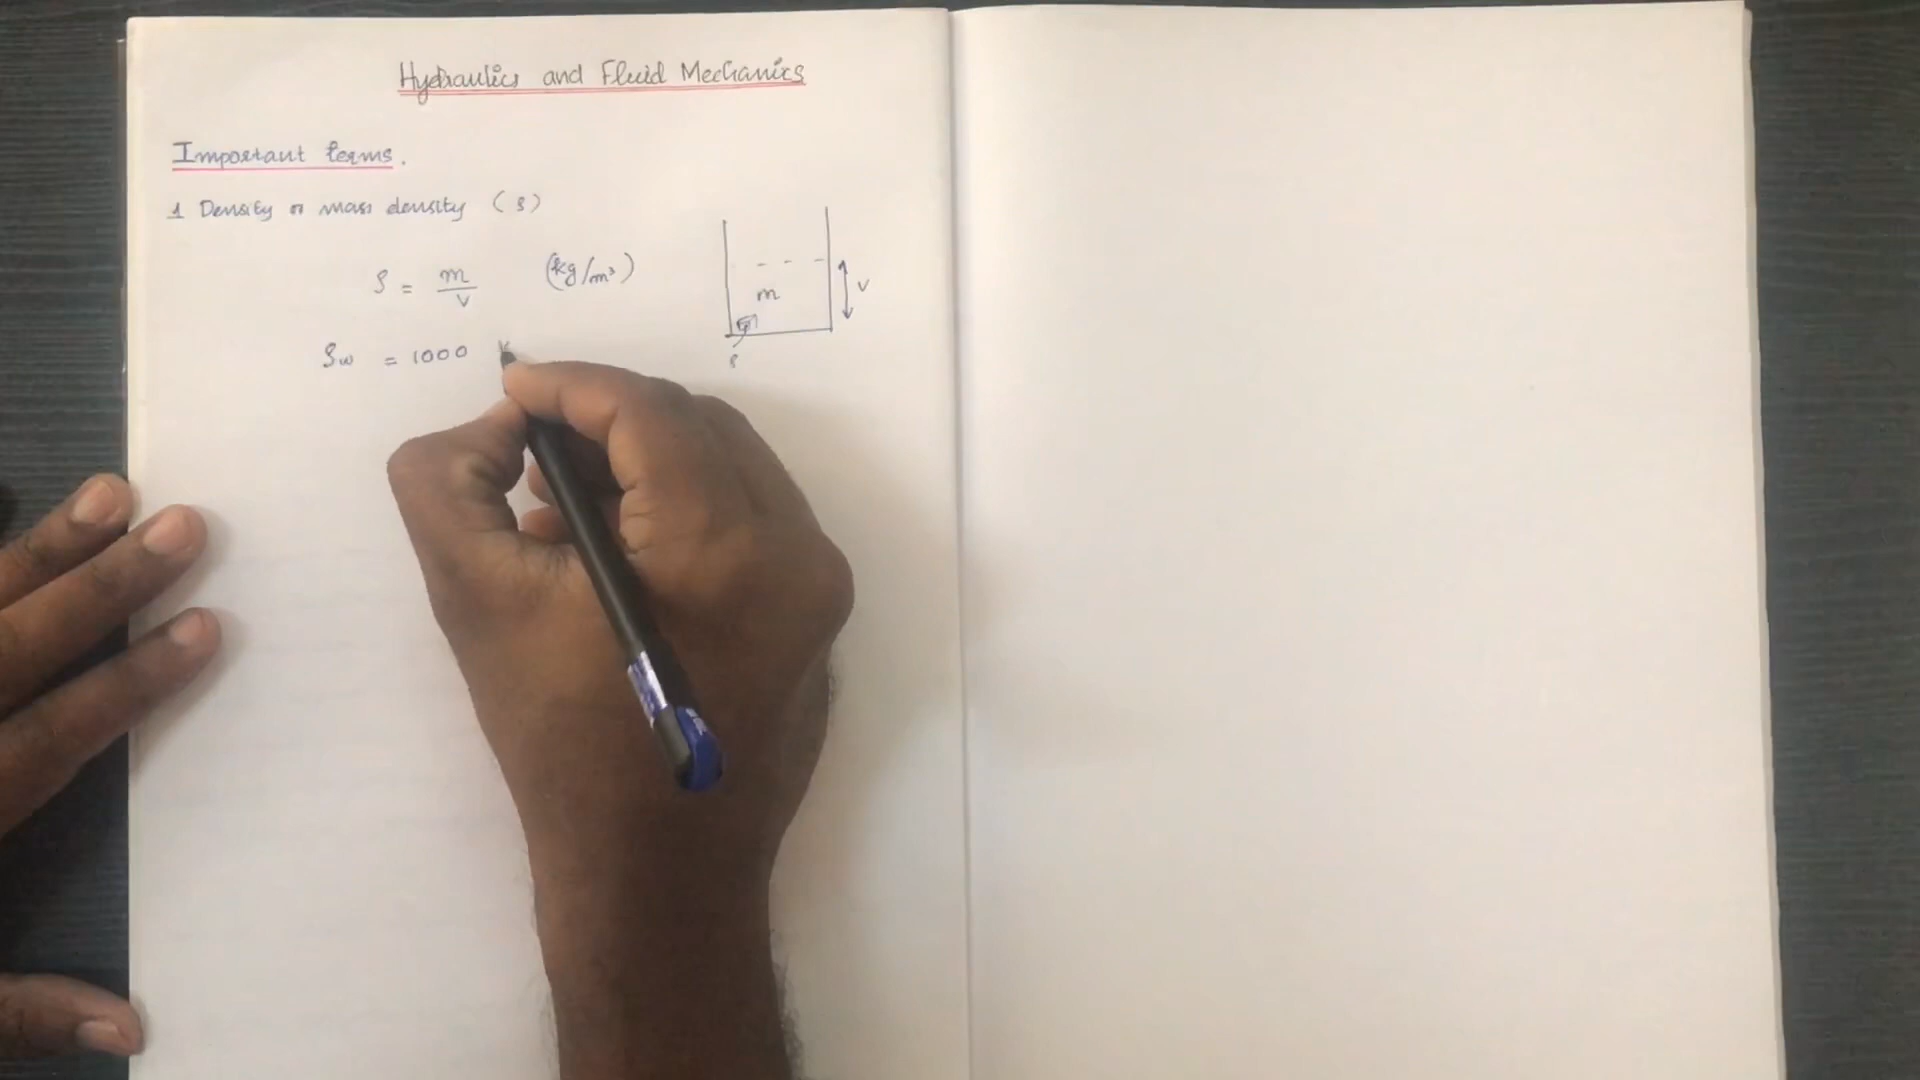 Hydraulics and Fluid Mechanics
Important terms.
1 Density or mass density (ρ)
ρ = m/v (kg/m³)
m
v
ρ
ρw = 1000 k